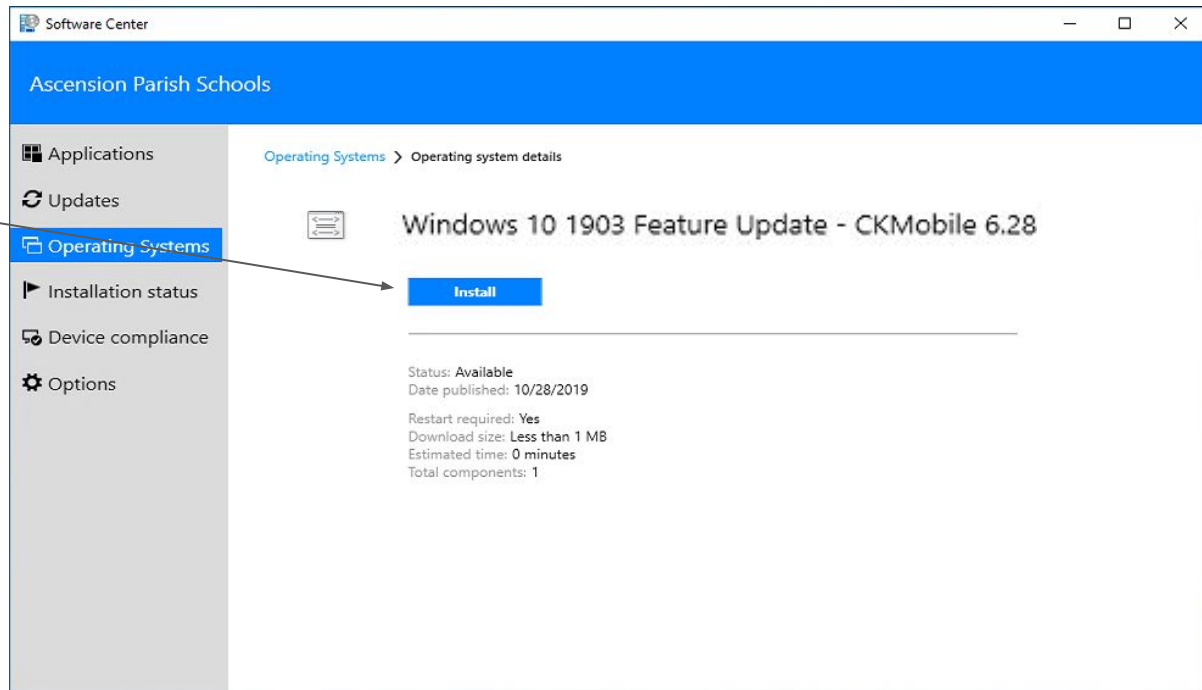 Software Center
Ascension Parish Schools
Applications
Updates
Operating Systems
Installation status
Device compliance
Options
Operating Systems > Operating system details
Windows 10 1903 Feature Update - CKMobile 6.28
Install
Status: Available
Date published: 10/28/2019
Restart required: Yes
Download size: Less than 1 MB
Estimated time: 0 minutes
Total components: 1